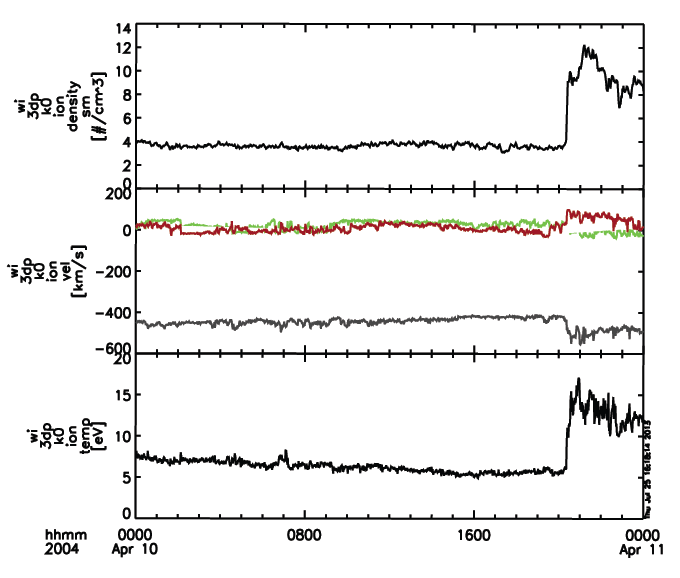 14
12
10
8
6
4
2
0
wi
3dp
k0
ion
density
sm
[#/cm^3]
200
0
−200
−400
−600
wi
3dp
k0
ion
vel
[km/s]
20
15
10
5
0
wi
3dp
k0
ion
temp
[eV]
hhmm 0000 0800 1600 0000
2004 Apr 10 Apr 11